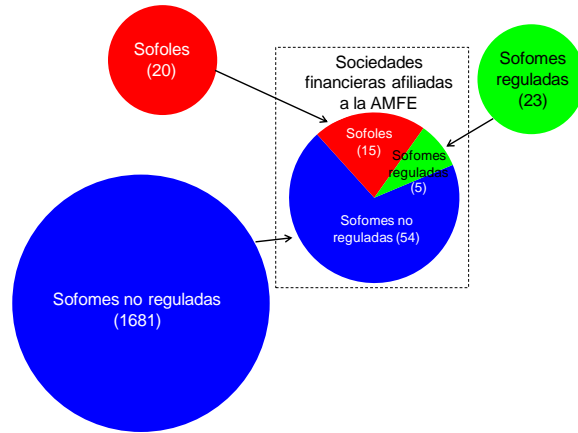 Sofoles
(20)
Sociedades
financieras afiliadas
a la AMFE
Sofomes
reguladas
(23)
Sofoles
(15)
Sofomes
reguladas
(5)
Sofomes no
reguladas (54)
Sofomes no reguladas
(1681)